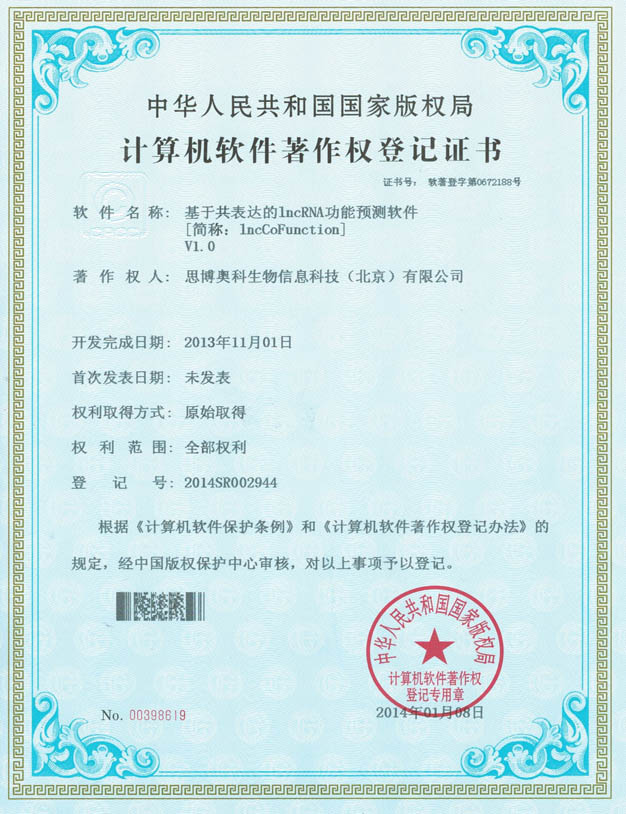 中华人民共和国国家版权局
计算机软件著作权登记证书
证书号： 软著登字第0672188号
软件名称： 基于共表达的lncRNA功能预测软件
[简称：lncCoFunction]
V1.0
著作权人： 思博奥科生物信息科技（北京）有限公司
开发完成日期： 2013年11月01日
首次发表日期： 未发表
权利取得方式： 原始取得
权利范围： 全部权利
登记号： 2014SR002944
根据《计算机软件保护条例》和《计算机软件著作权登记办法》的
规定，经中国版权保护中心审核，对以上事项予以登记。
中华人民共和国国家版权局
计算机软件著作权
登记专用章
No. 00398619
2014年01月08日